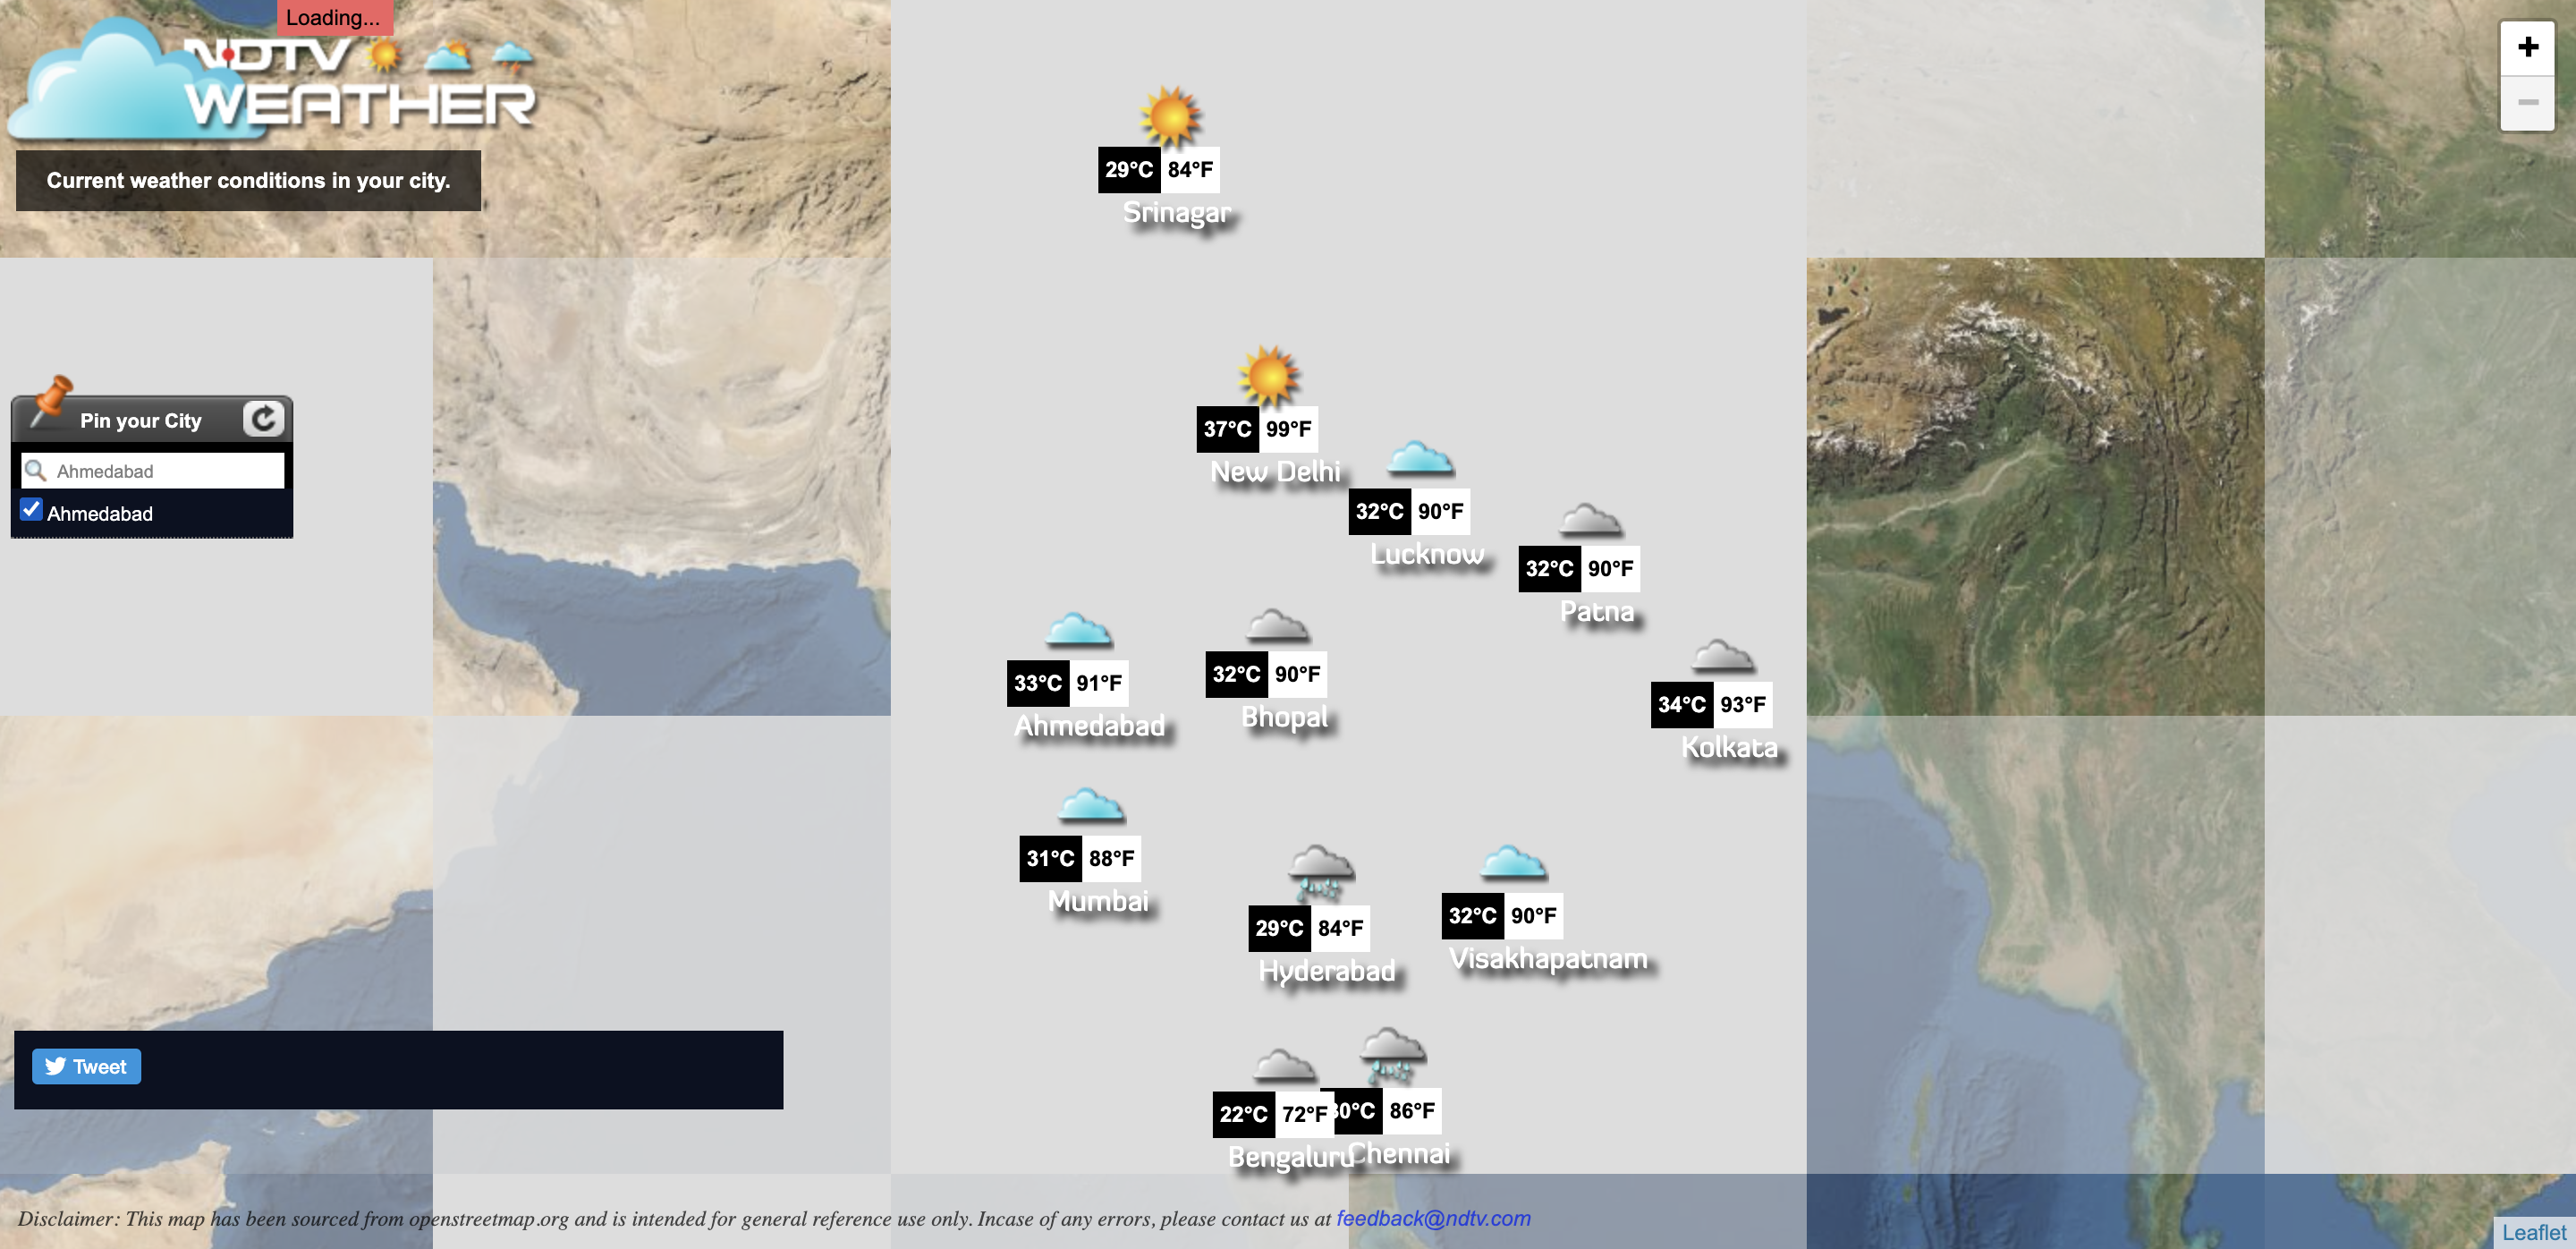 Loading...
NDTV
WEATHER
Current weather conditions in your city.
29°C 84°F
Srinagar
Pin your City
Ahmedabad
Ahmedabad
37°C 99°F
New Delhi
32°C 90°F
Lucknow
32°C 90°F
Patna
33°C 91°F
Ahmedabad
32°C 90°F
Bhopal
34°C 93°F
Kolkata
31°C 88°F
Mumbai
29°C 84°F
Hyderabad
32°C 90°F
Visakhapatnam
22°C 72°F
Bengaluru
30°C 86°F
Chennai
Tweet
Disclaimer: This map has been sourced from openstreetmap.org and is intended for general reference use only. Incase of any errors, please contact us at feedback@ndtv.com
Leaflet